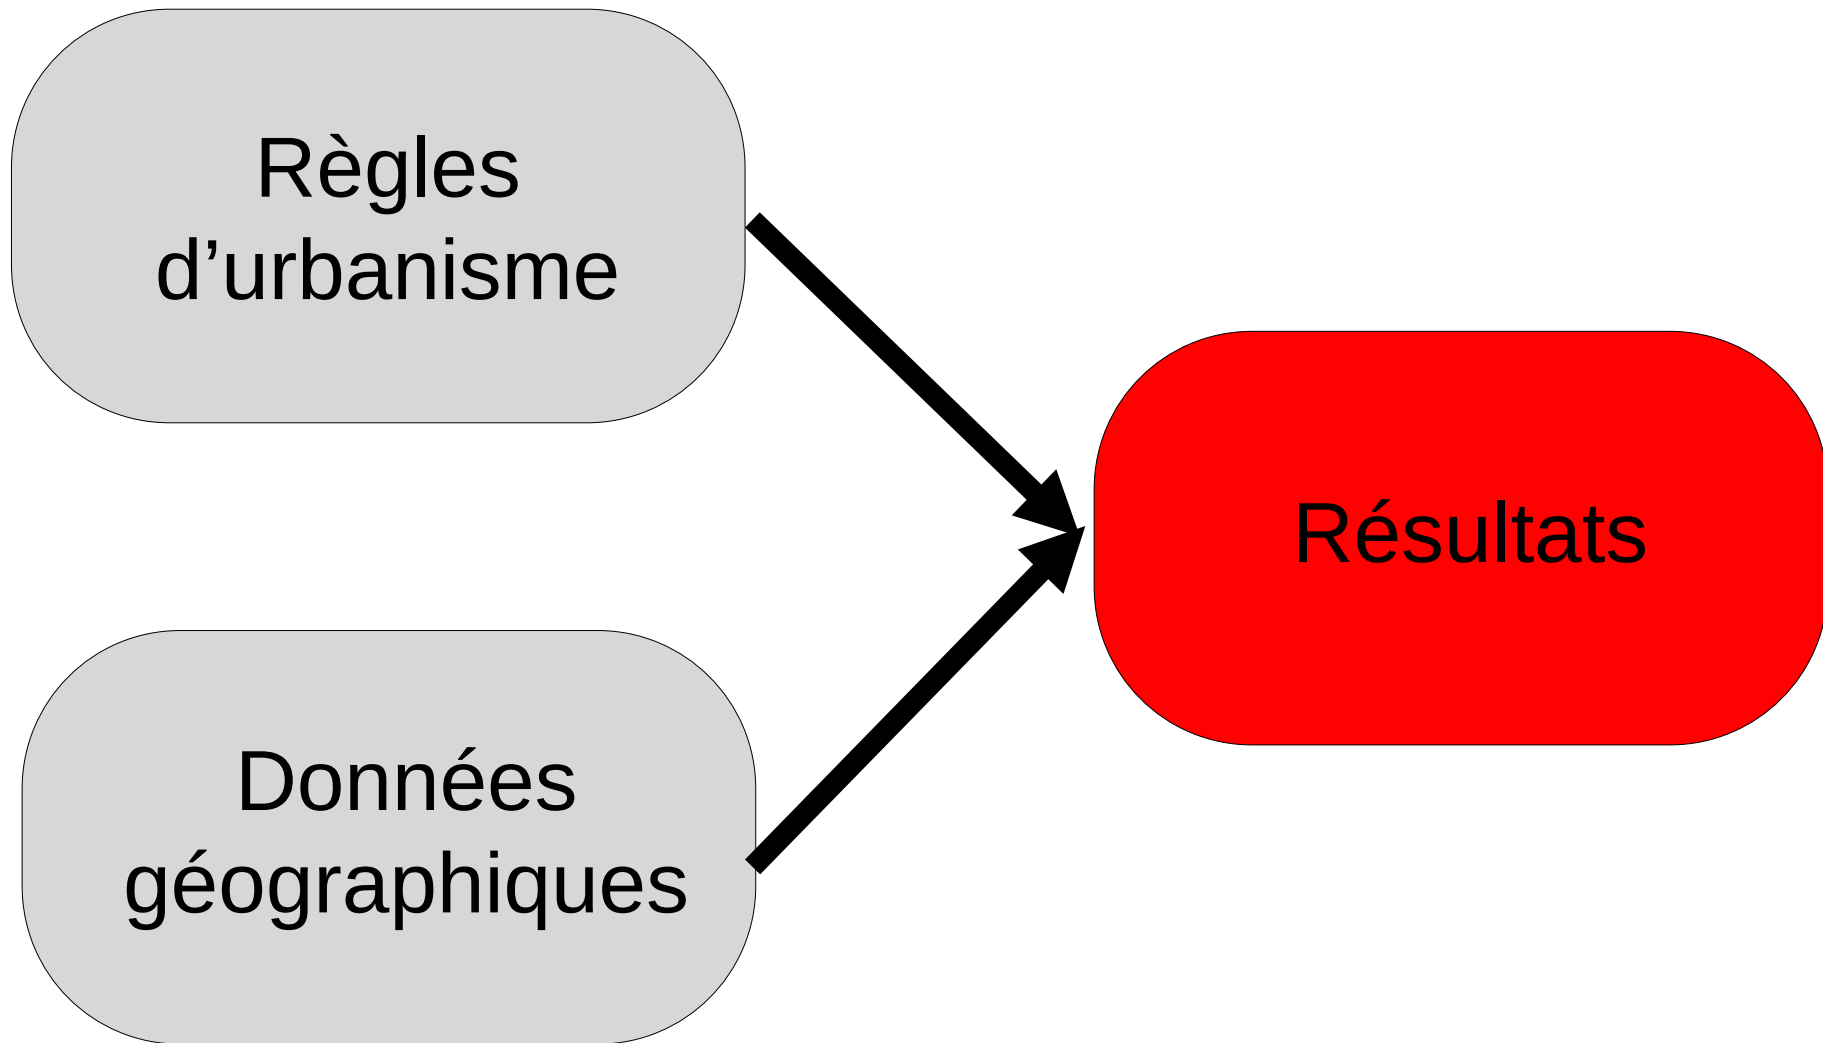 Règles
d’urbanisme
Résultats
Données
géographiques